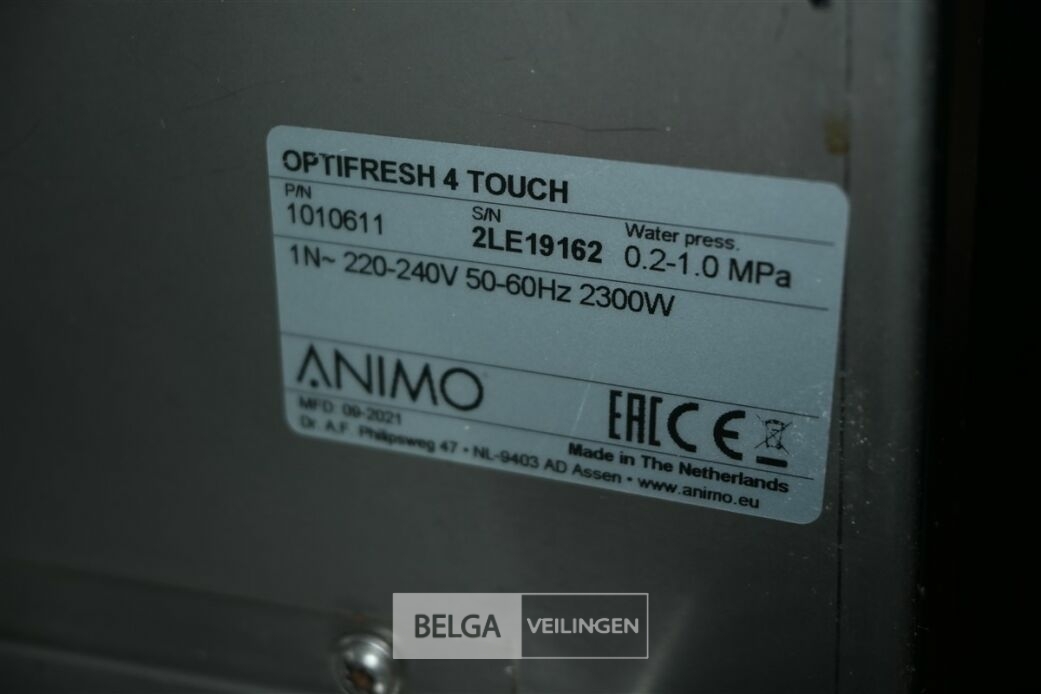 OPTIFRESH 4 TOUCH
P/N
1010611
S/N
2LE19162
Water press.
0.2-1.0 MPa
1N~ 220-240V 50-60Hz 2300W
ANIMO
MFD: 09-2021
EAC CE
Made in The Netherlands
Dr. A.F. Philipsweg 47 • NL-9403 AD Assen • www.animo.eu
BELGA VEILINGEN